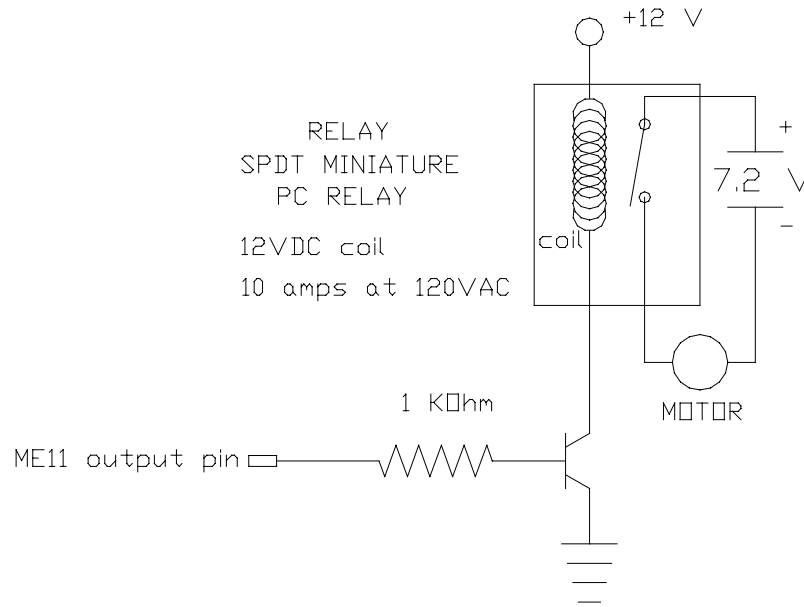 +12 V
RELAY
SPDT MINIATURE
PC RELAY
12VDC coil
10 amps at 120VAC
coil
+
7.2 V
-
MOTOR
1 KOhm
ME11 output pin